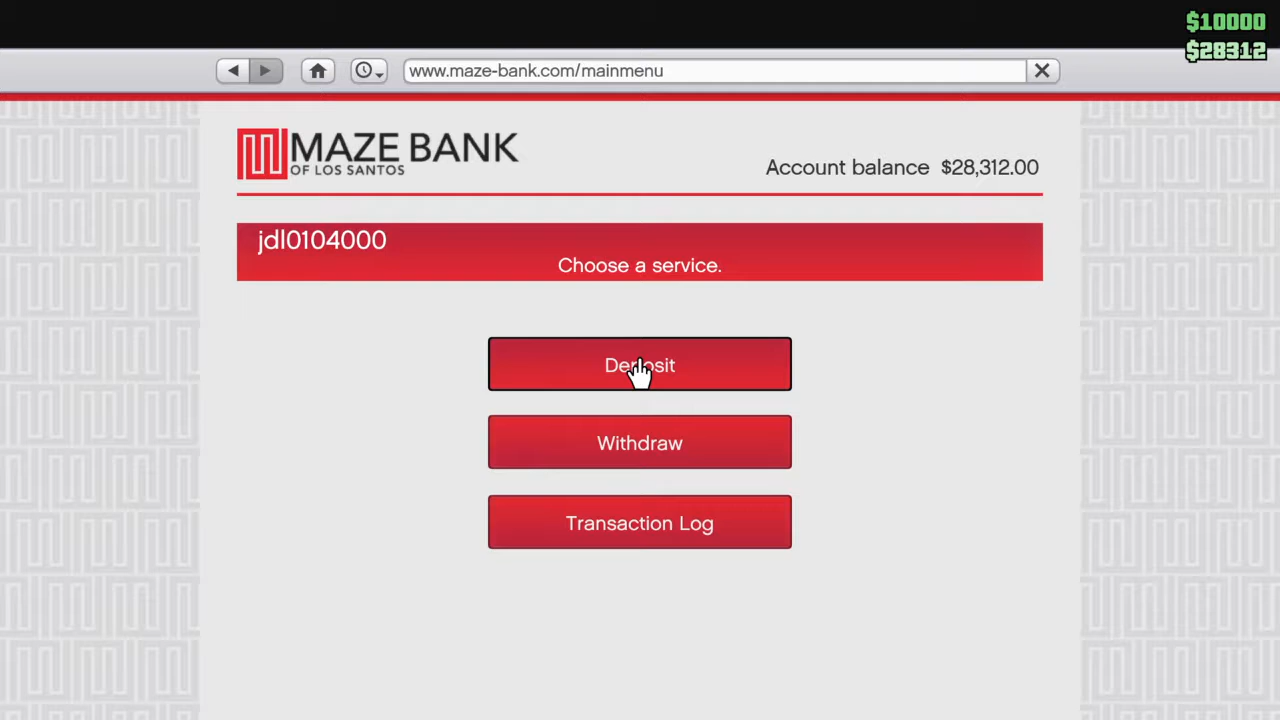 $10000
$28312
www.maze-bank.com/mainmenu
MAZE BANK
OF LOS SANTOS
Account balance $28,312.00
jdl0104000
Choose a service.
Deposit
Withdraw
Transaction Log